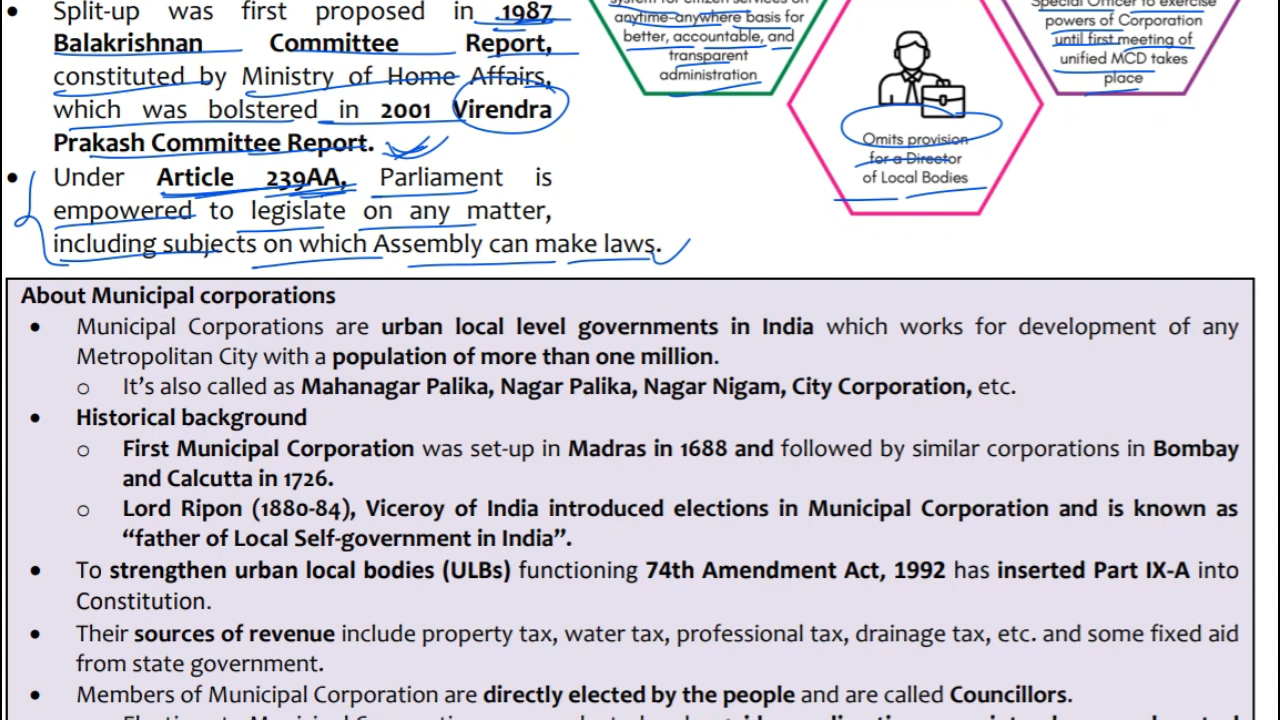 • Split-up was first proposed in 1987
Balakrishnan Committee Report,
constituted by Ministry of Home Affairs,
which was bolstered in 2001 Virendra
Prakash Committee Report.
• Under Article 239AA, Parliament is
empowered to legislate on any matter,
including subjects on which Assembly can make laws.
system for citizen services on
anytime-anywhere basis for
better, accountable, and
transparent
administration
Omits provision
for a Director
of Local Bodies
Special Officer to exercise
powers of Corporation
until first meeting of
unified MCD takes
place
About Municipal corporations
• Municipal Corporations are urban local level governments in India which works for development of any
Metropolitan City with a population of more than one million.
o It's also called as Mahanagar Palika, Nagar Palika, Nagar Nigam, City Corporation, etc.
• Historical background
o First Municipal Corporation was set-up in Madras in 1688 and followed by similar corporations in Bombay
and Calcutta in 1726.
o Lord Ripon (1880-84), Viceroy of India introduced elections in Municipal Corporation and is known as
“father of Local Self-government in India”.
• To strengthen urban local bodies (ULBs) functioning 74th Amendment Act, 1992 has inserted Part IX-A into
Constitution.
• Their sources of revenue include property tax, water tax, professional tax, drainage tax, etc. and some fixed aid
from state government.
• Members of Municipal Corporation are directly elected by the people and are called Councillors.